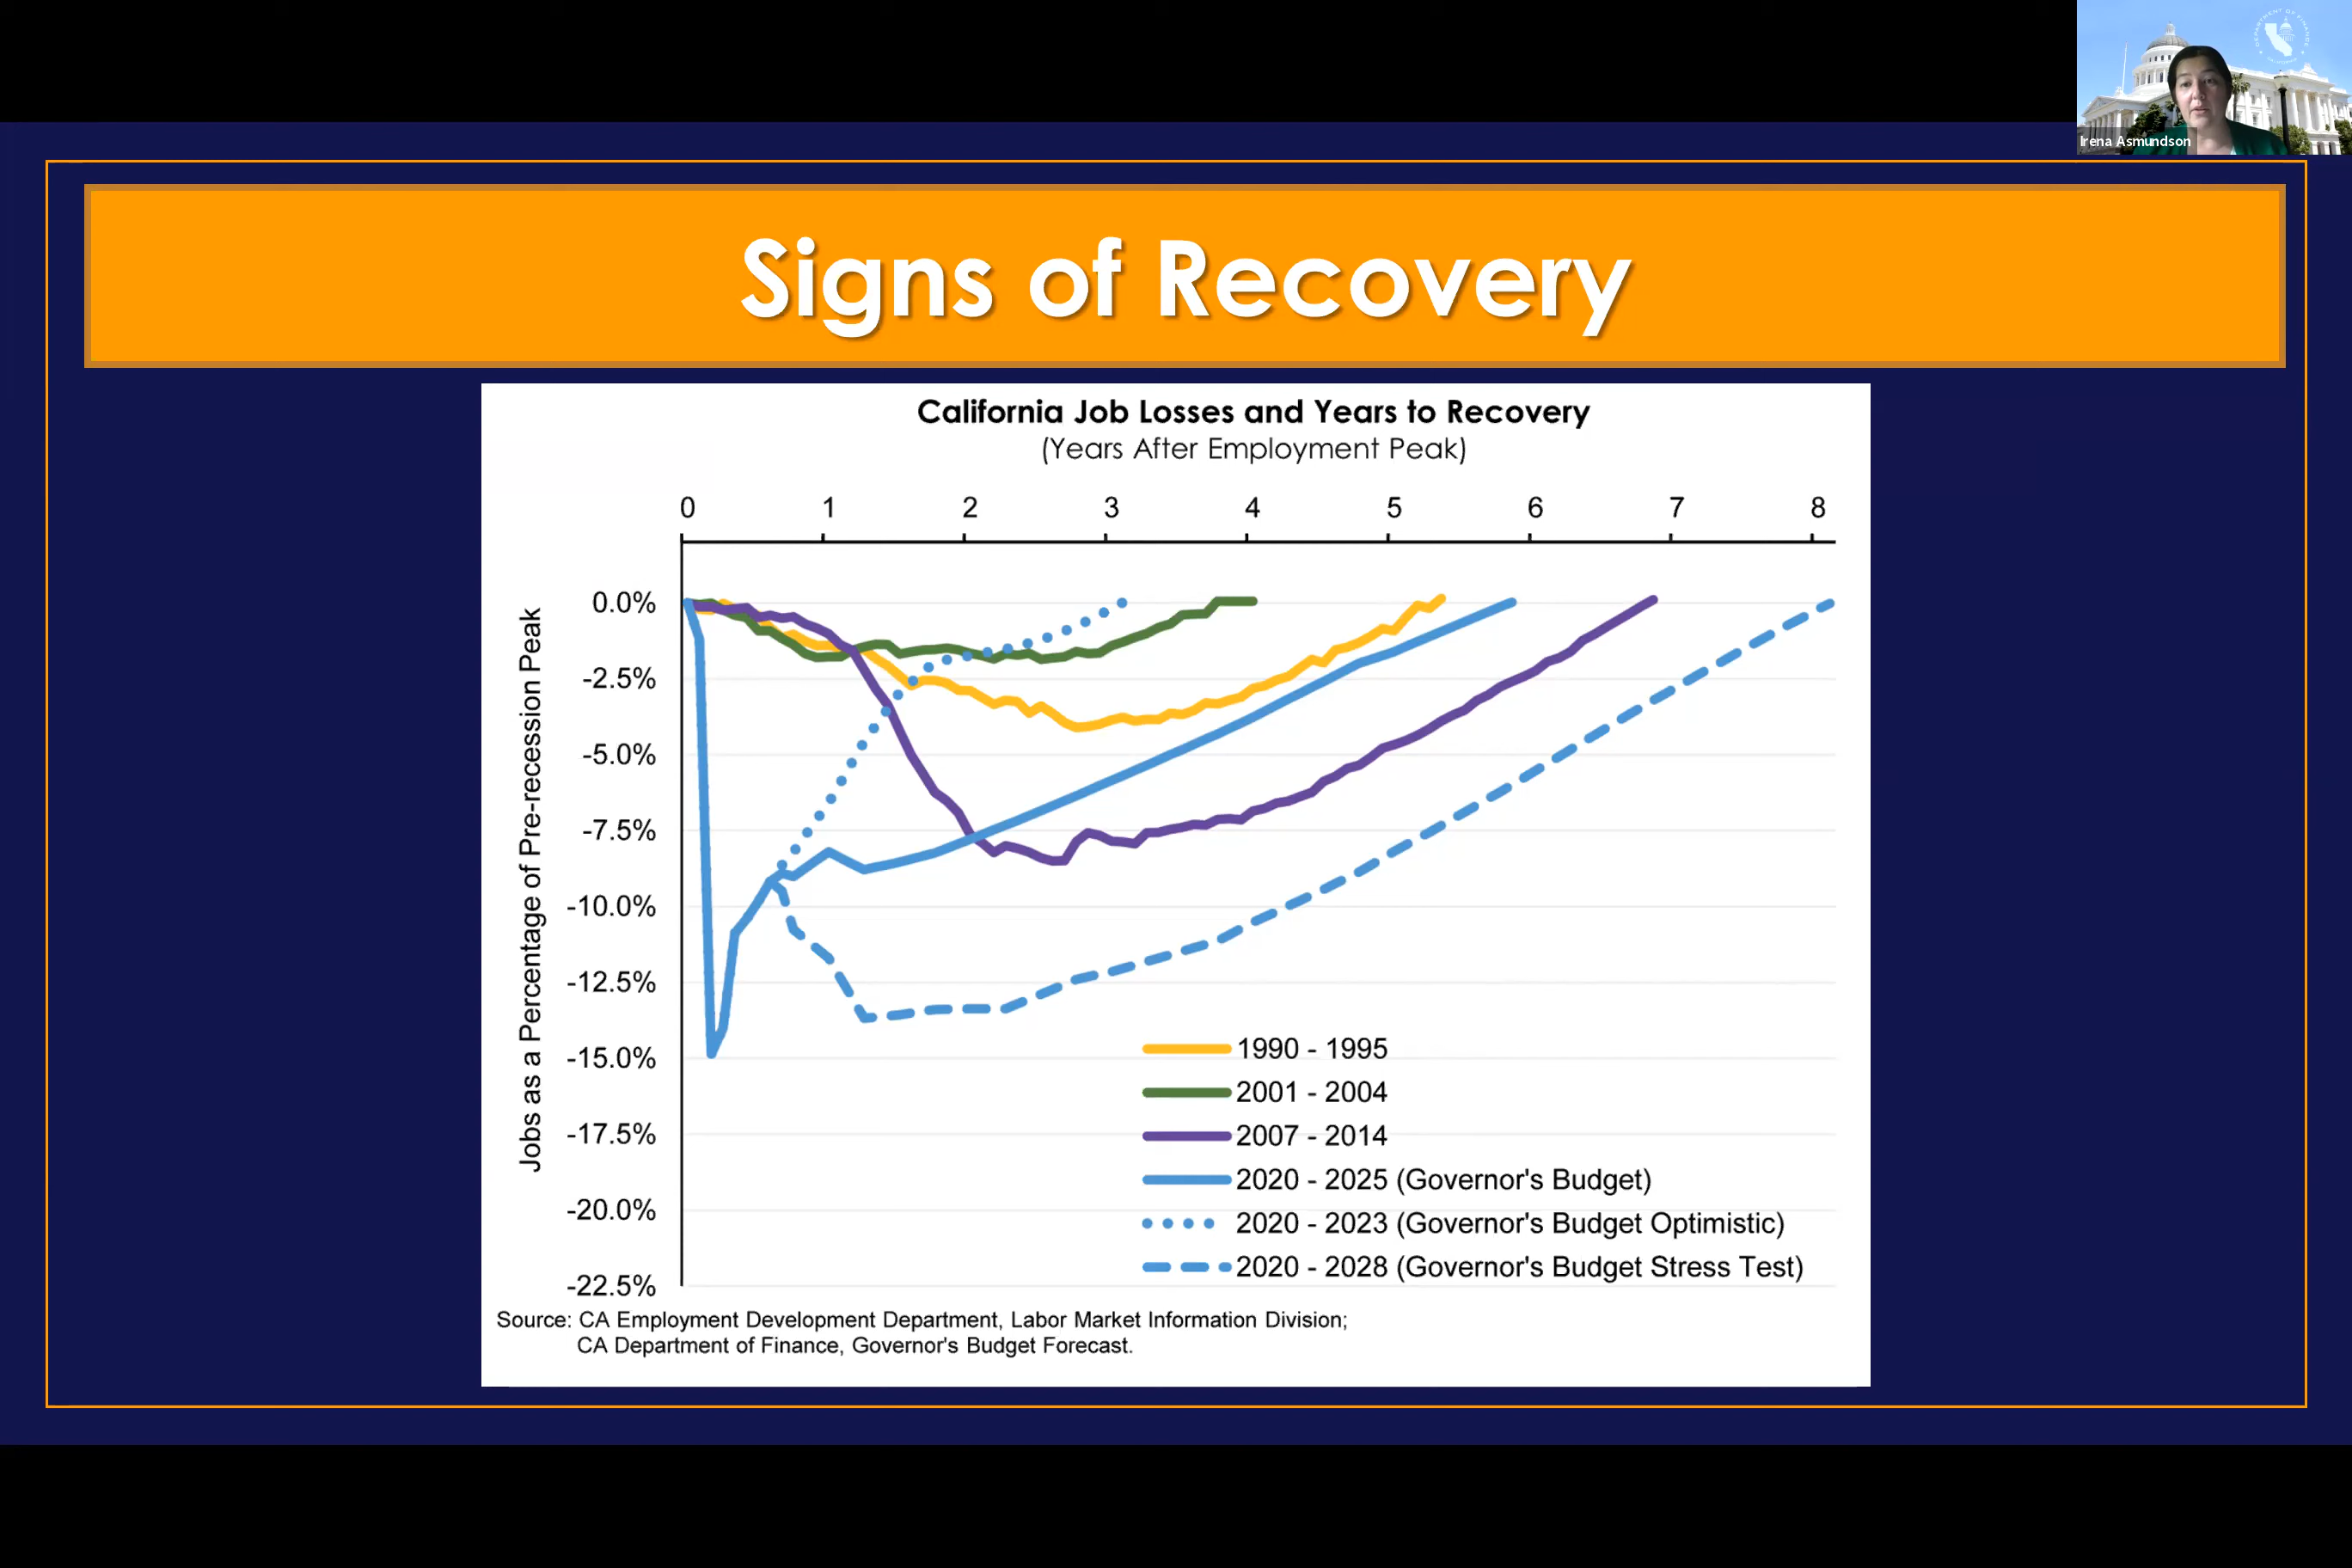 Irena Asmundson
Signs of Recovery
California Job Losses and Years to Recovery
(Years After Employment Peak)
0 1 2 3 4 5 6 7 8
Jobs as a Percentage of Pre-recession Peak
0.0%
-2.5%
-5.0%
-7.5%
-10.0%
-12.5%
-15.0%
-17.5%
-20.0%
-22.5%
1990 - 1995
2001 - 2004
2007 - 2014
2020 - 2025 (Governor's Budget)
2020 - 2023 (Governor's Budget Optimistic)
2020 - 2028 (Governor's Budget Stress Test)
Source: CA Employment Development Department, Labor Market Information Division;
CA Department of Finance, Governor's Budget Forecast.